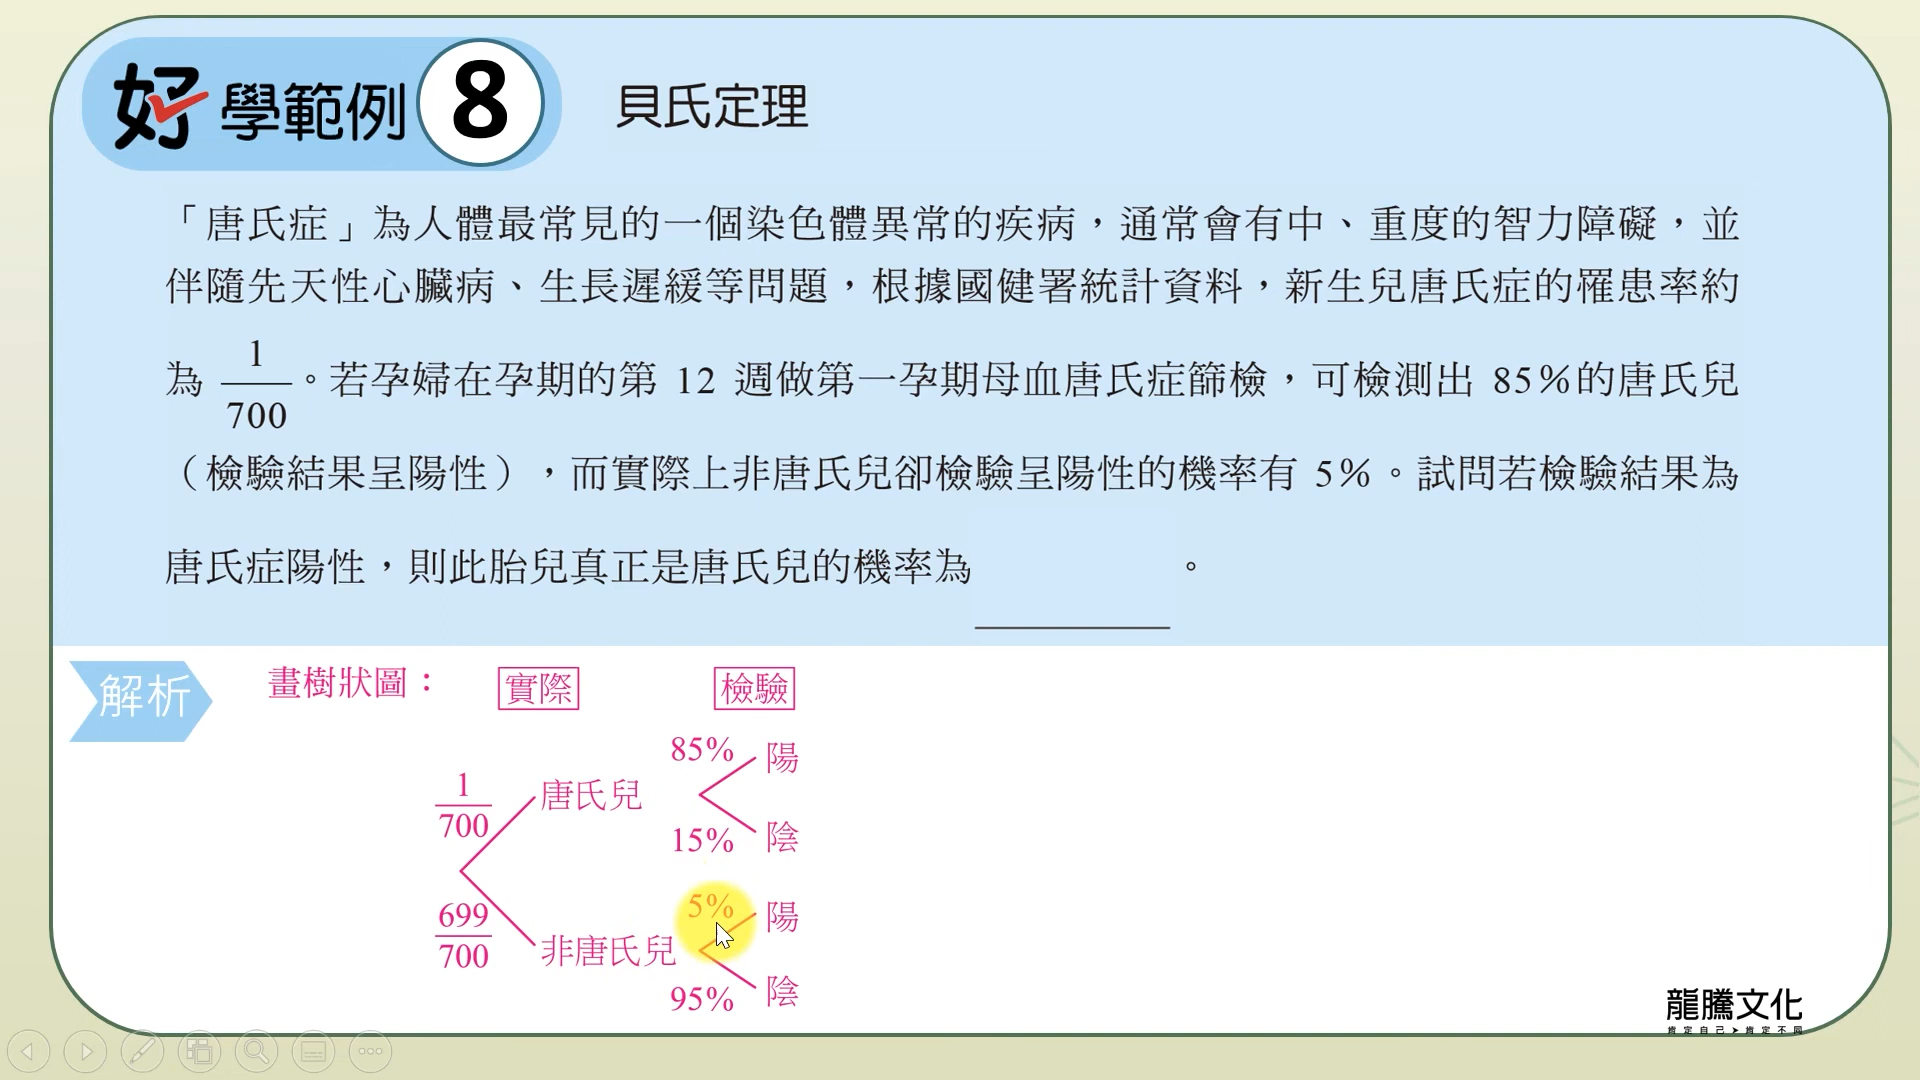 好學範例 8 貝氏定理
「唐氏症」為人體最常見的一個染色體異常的疾病，通常會有中、重度的智力障礙，並
伴隨先天性心臟病、生長遲緩等問題，根據國健署統計資料，新生兒唐氏症的罹患率約
為 1/700。若孕婦在孕期的第 12 週做第一孕期母血唐氏症篩檢，可檢測出 85％的唐氏兒
（檢驗結果呈陽性），而實際上非唐氏兒卻檢驗呈陽性的機率有 5％。試問若檢驗結果為
唐氏症陽性，則此胎兒真正是唐氏兒的機率為 。
解析 畫樹狀圖： 實際 檢驗
85% 陽
1/700 唐氏兒
15% 陰
5% 陽
699/700 非唐氏兒
95% 陰
龍騰文化
肯定自己➤肯定不同